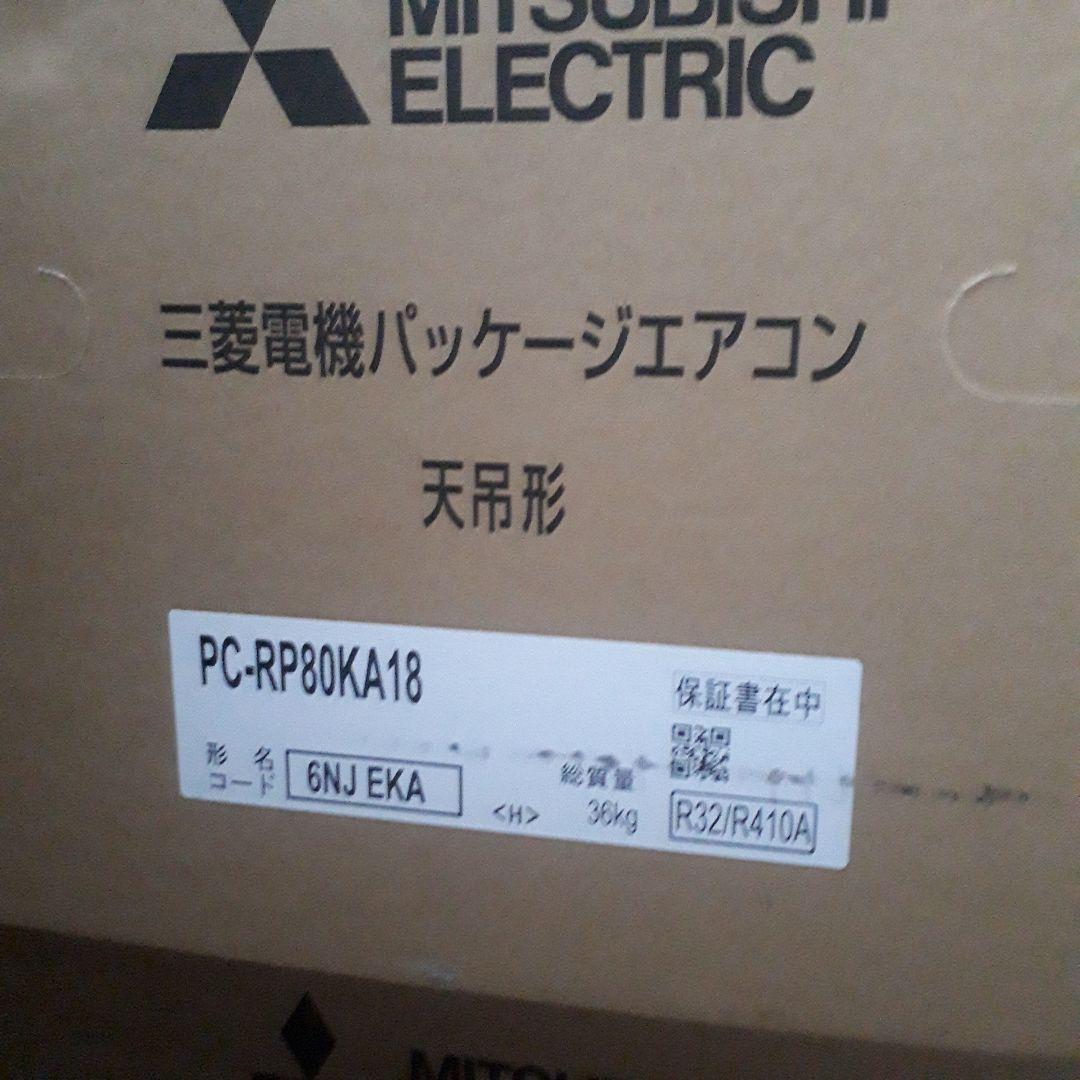 MITSUBISHI
ELECTRIC
三菱電機パッケージエアコン
天吊形
PC-RP80KA18
保証書在中
形名
コード
6NJ EKA
<H>
総質量
36kg
R32/R410A